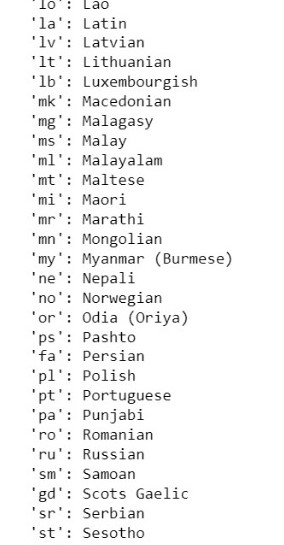 'lo': Lao
'la': Latin
'lv': Latvian
'lt': Lithuanian
'lb': Luxembourgish
'mk': Macedonian
'mg': Malagasy
'ms': Malay
'ml': Malayalam
'mt': Maltese
'mi': Maori
'mr': Marathi
'mn': Mongolian
'my': Myanmar (Burmese)
'ne': Nepali
'no': Norwegian
'or': Odia (Oriya)
'ps': Pashto
'fa': Persian
'pl': Polish
'pt': Portuguese
'pa': Punjabi
'ro': Romanian
'ru': Russian
'sm': Samoan
'gd': Scots Gaelic
'sr': Serbian
'st': Sesotho